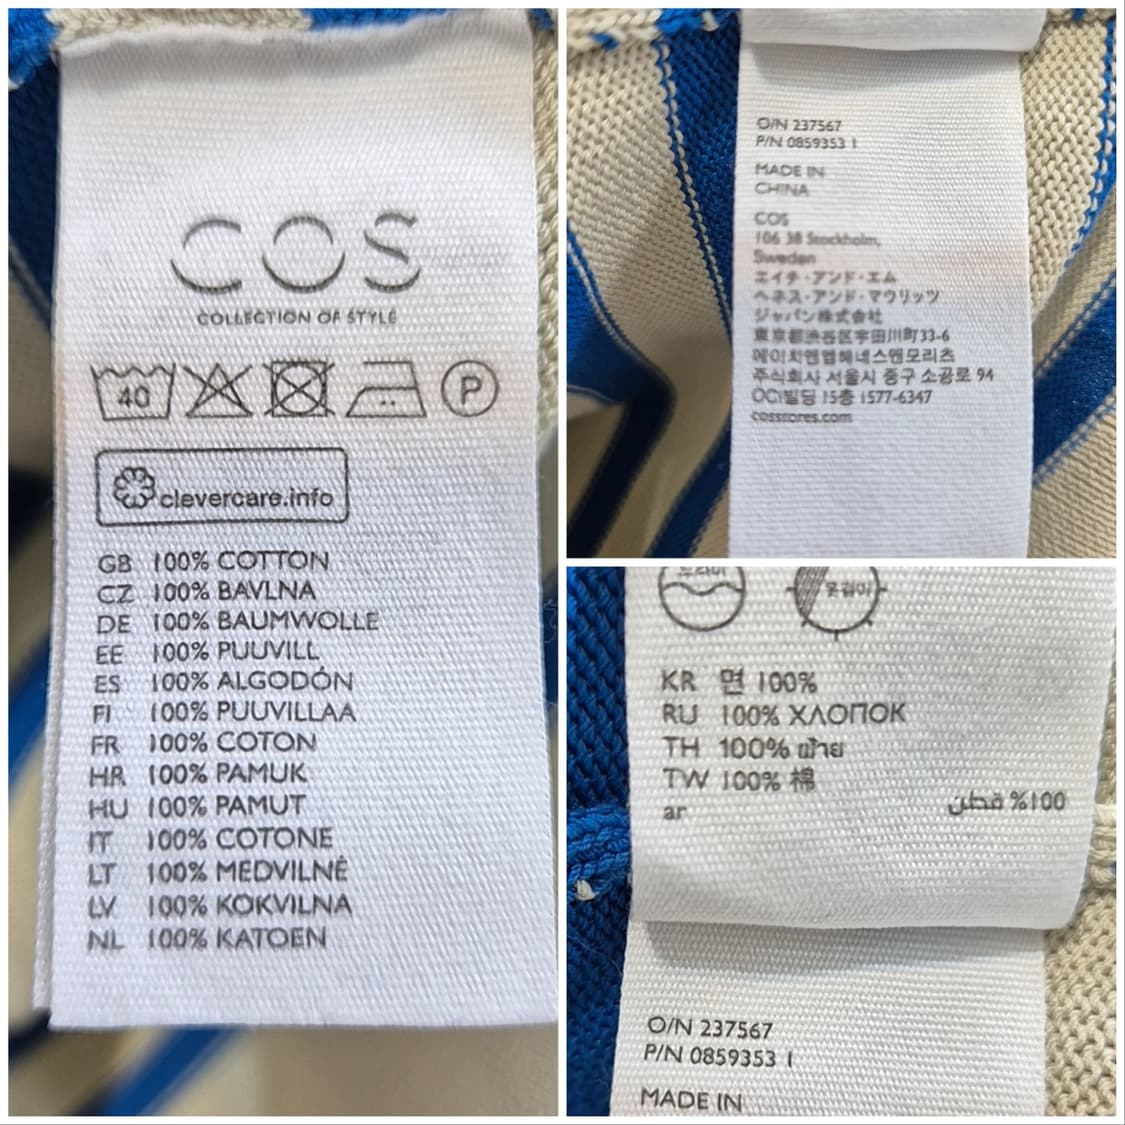 COS
COLLECTION OF STYLE
40
P
clevercare.info
GB 100% COTTON
CZ 100% BAVLNA
DE 100% BAUMWOLLE
EE 100% PUUVILL
ES 100% ALGODÓN
FI 100% PUUVILLAA
FR 100% COTON
HR 100% PAMUK
HU 100% PAMUT
IT 100% COTONE
LT 100% MEDVILNĖ
LV 100% KOKVILNA
NL 100% KATOEN
O/N 237567
P/N 0859353 1
MADE IN
CHINA
COS
106 38 Stockholm,
Sweden
エイチ・アンド・エム
ヘネス・アンド・マウリッツ
ジャパン株式会社
東京都渋谷区宇田川町33-6
에이치앤엠헤네스앤모리츠
주식회사 서울시 중구 소공로 94
OCI빌딩 15층 1577-6347
cosstores.com
드라이
옷걸이
KR 면 100%
RU 100% ХЛОПОК
TH 100% ฝ้าย
TW 100% 棉
ar 100% قطن
O/N 237567
P/N 0859353 1
MADE IN